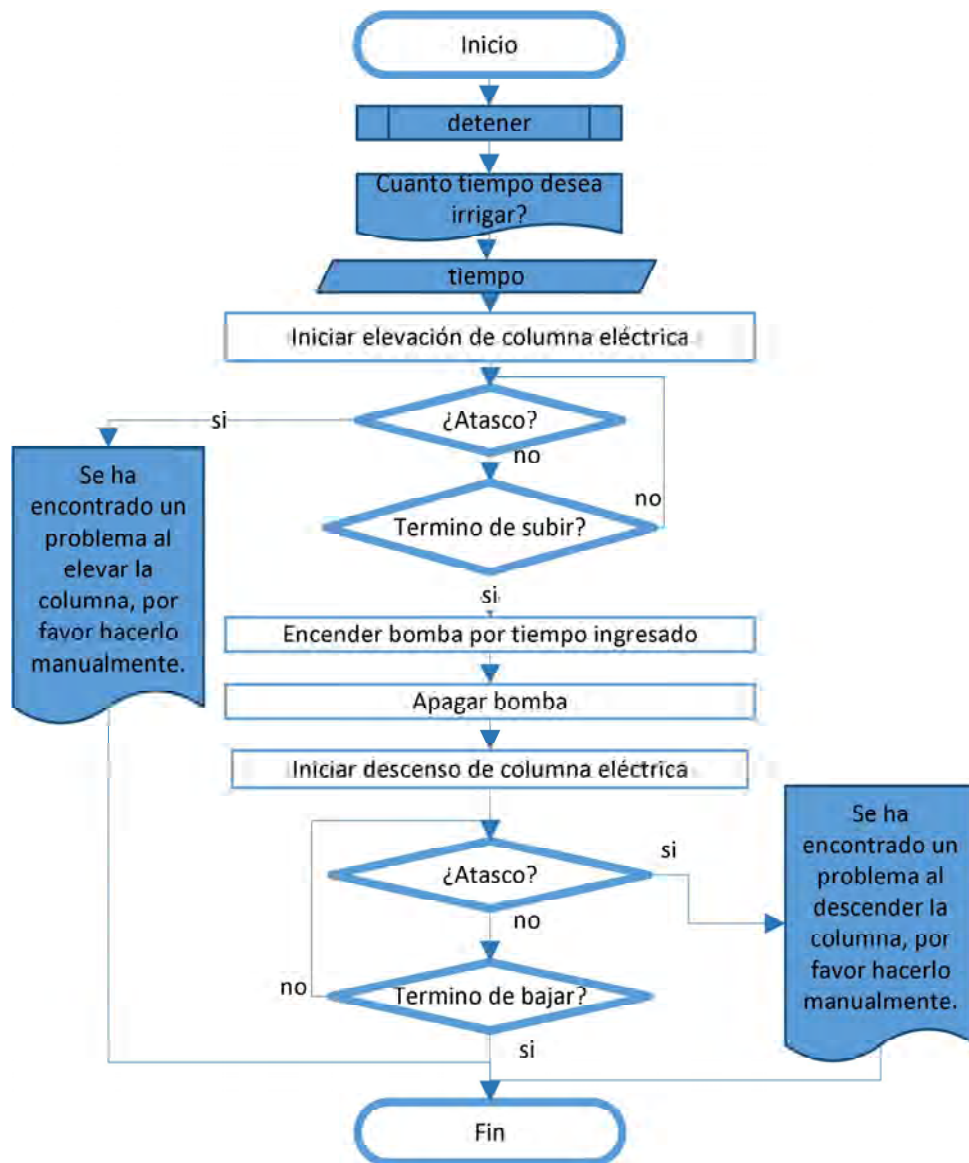 Inicio
detener
Cuanto tiempo desea
irrigar?
tiempo
Iniciar elevación de columna eléctrica
¿Atasco?
si
no
Se ha
encontrado un
problema al
elevar la
columna, por
favor hacerlo
manualmente.
Termino de subir?
no
si
Encender bomba por tiempo ingresado
Apagar bomba
Iniciar descenso de columna eléctrica
¿Atasco?
si
no
Se ha
encontrado un
problema al
descender la
columna, por
favor hacerlo
manualmente.
Termino de bajar?
no
si
Fin